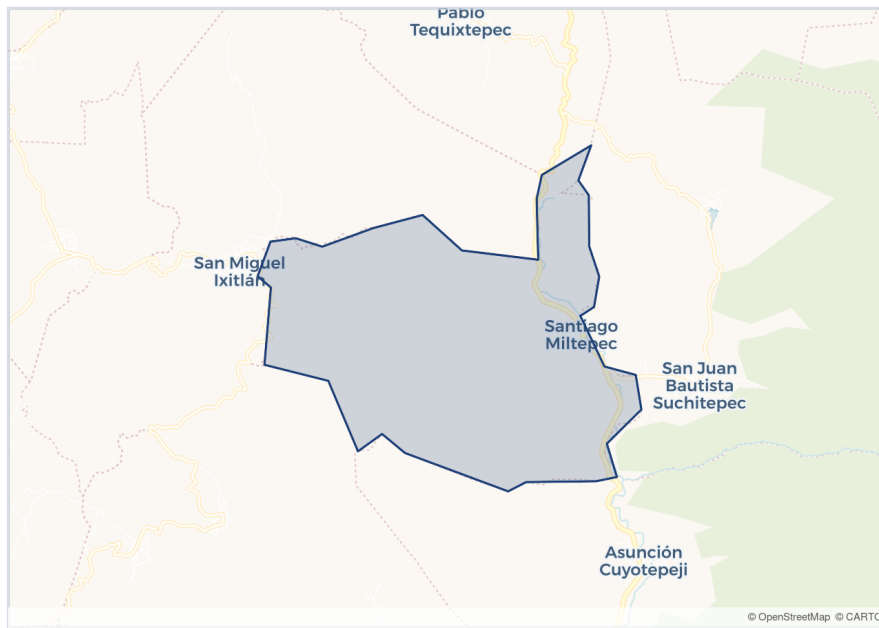 Pablo
Tequixtepec
San Miguel
Ixitlán
Santiago
Miltepec
San Juan
Bautista
Suchitepec
Asunción
Cuyotepeji
© OpenStreetMap © CARTO